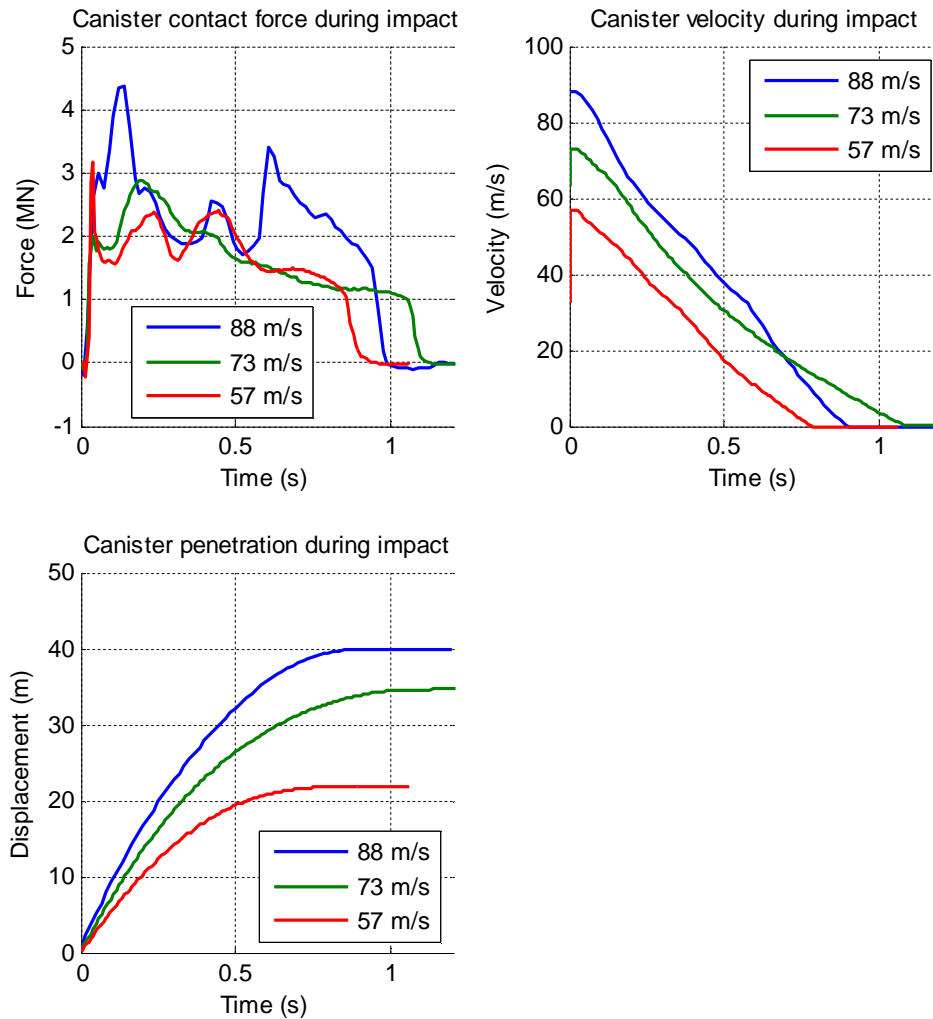 Canister contact force during impact
5
4
3
2
1
0
-1
Force (MN)
88 m/s
73 m/s
57 m/s
0
0.5
1
Time (s)
Canister velocity during impact
100
80
60
40
20
0
Velocity (m/s)
88 m/s
73 m/s
57 m/s
0
0.5
1
Time (s)
Canister penetration during impact
50
40
30
20
10
0
Displacement (m)
88 m/s
73 m/s
57 m/s
0
0.5
1
Time (s)